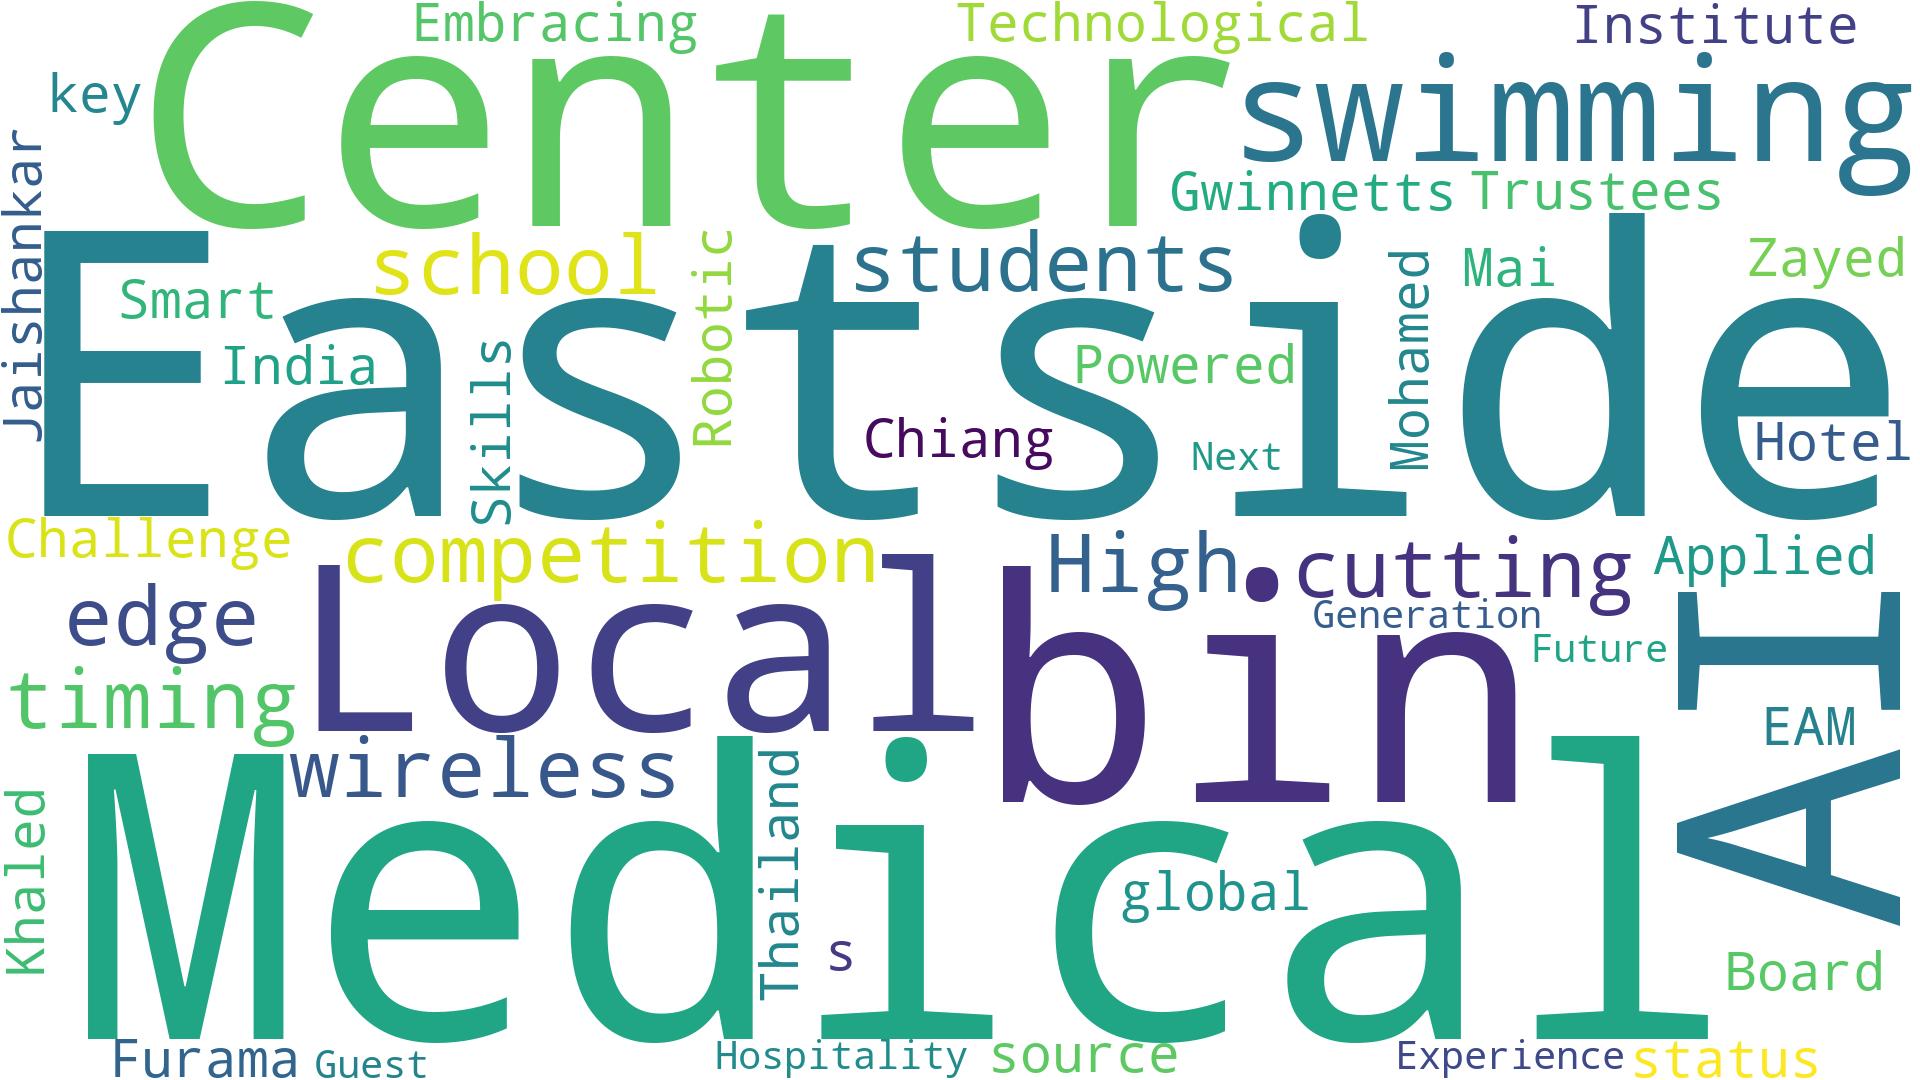 Embracing
Technological
Institute
key
Center
swimming
Jaishankar
Gwinnetts
Trustees
school
students
Robotic
Mohamed
Mai
Zayed
Smart
Eastside
India
Skills
Powered
Chiang
Next
Hotel
Challenge
competition
High
cutting
Applied
edge
Local
bin
Generation
Future
AI
timing
wireless
EAM
Khaled
Medical
Thailand
s
global
Board
Furama
Guest
Hospitality
source
Experience
status